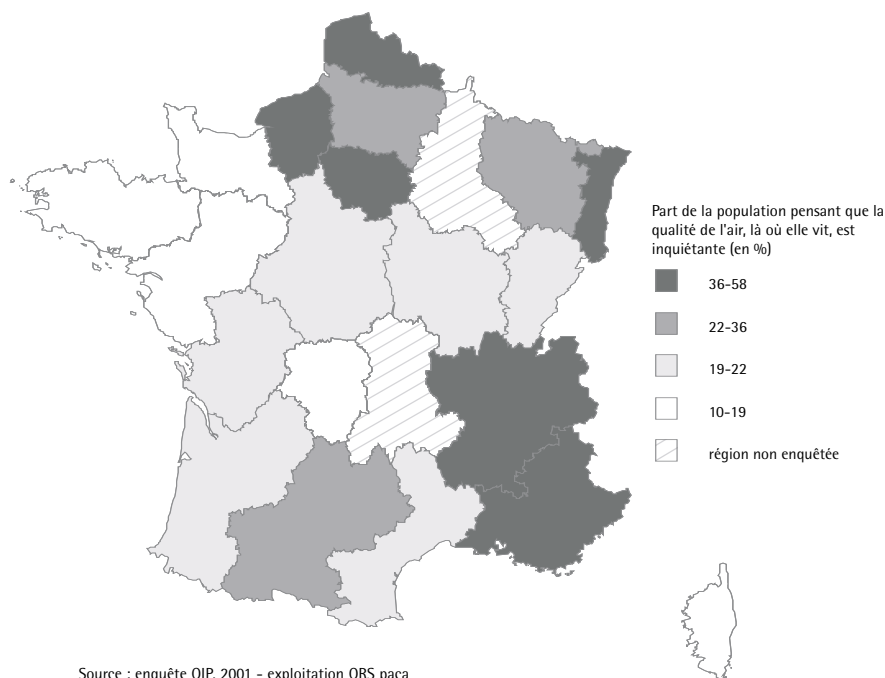 Part de la population pensant que la
qualité de l'air, là où elle vit, est
inquiétante (en %)
36-58
22-36
19-22
10-19
région non enquêtée
Source : enquête OIP, 2001 - exploitation ORS paca